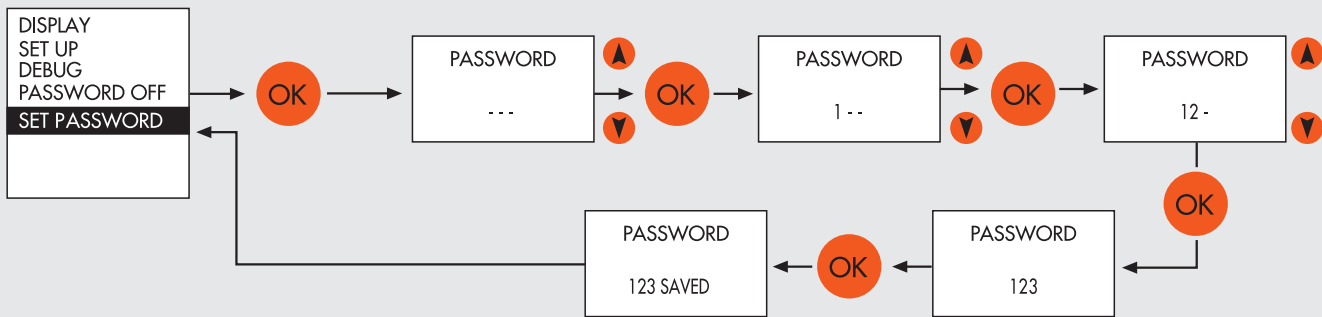 DISPLAY
SET UP
DEBUG
PASSWORD OFF
SET PASSWORD
OK
PASSWORD
- - -
OK
PASSWORD
1 - -
OK
PASSWORD
12 -
OK
PASSWORD
123
OK
PASSWORD
123 SAVED